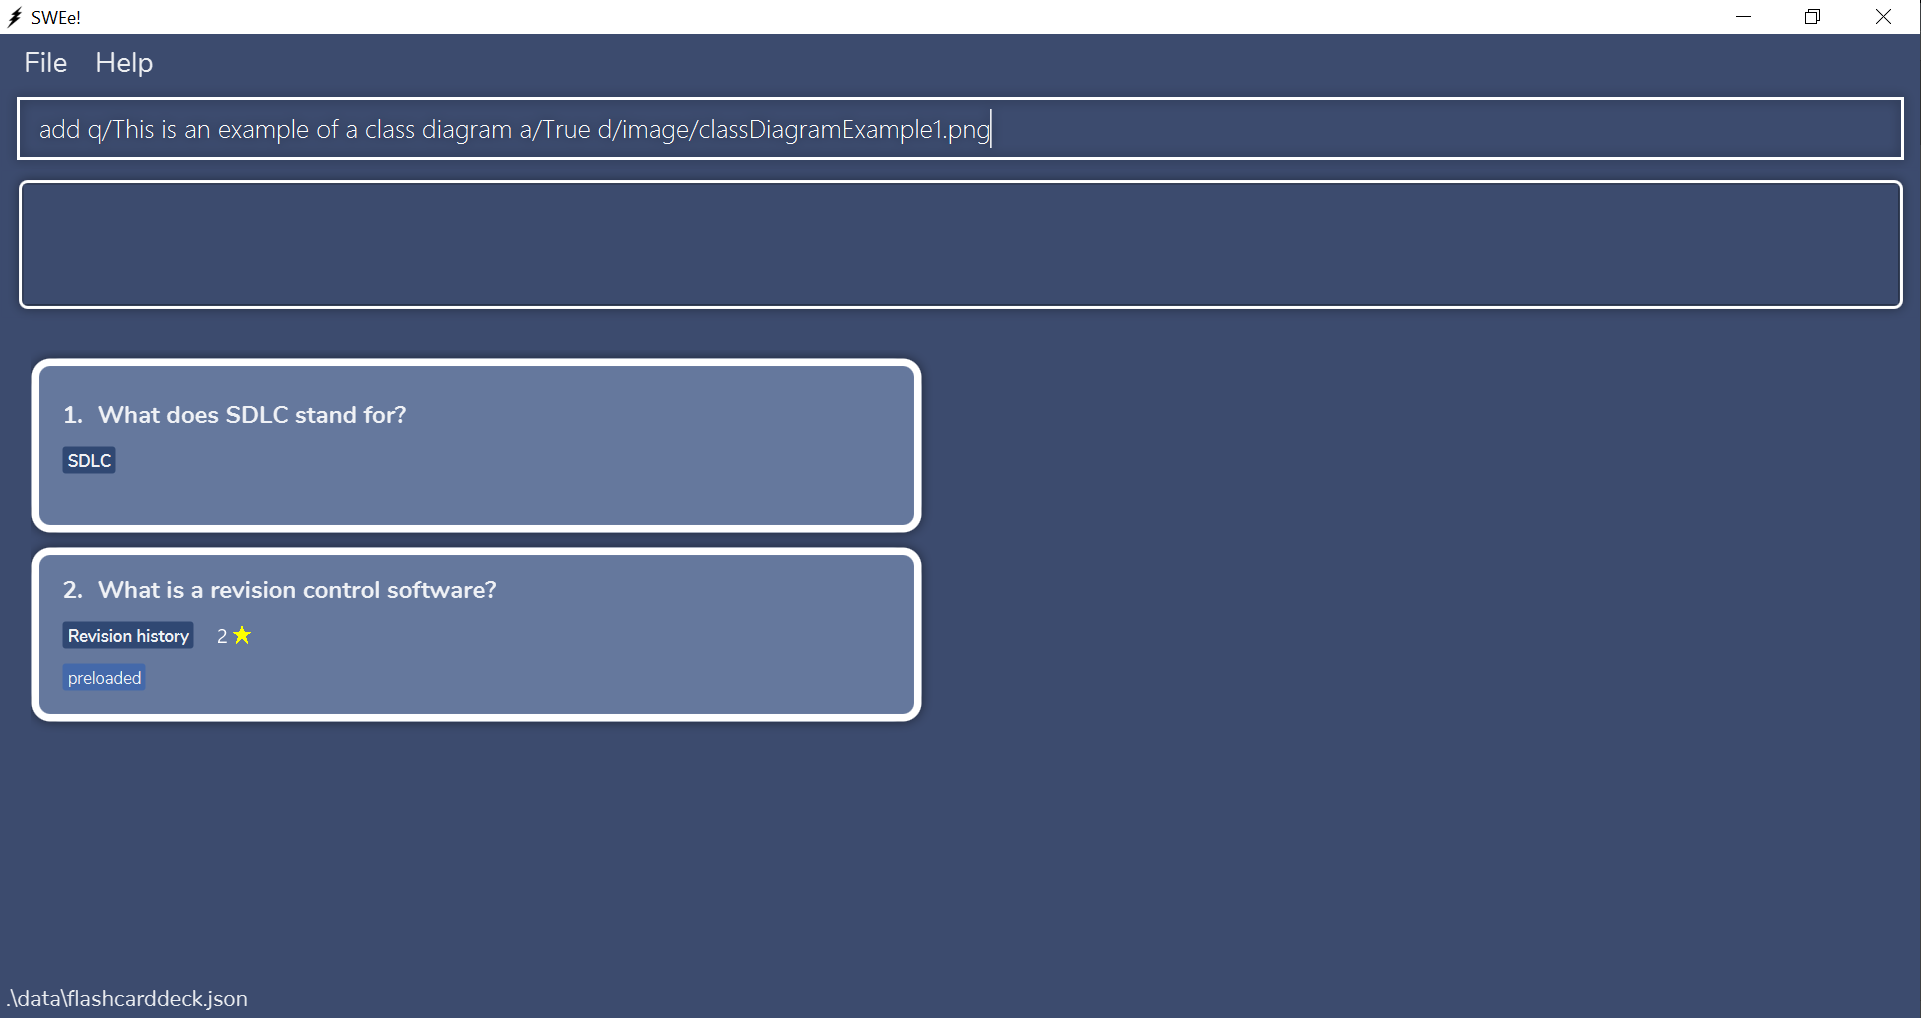 SWEe!
File Help
add q/This is an example of a class diagram a/True d/image/classDiagramExample1.png
1. What does SDLC stand for?
SDLC
2. What is a revision control software?
Revision history 2
preloaded
.\data\flashcarddeck.json